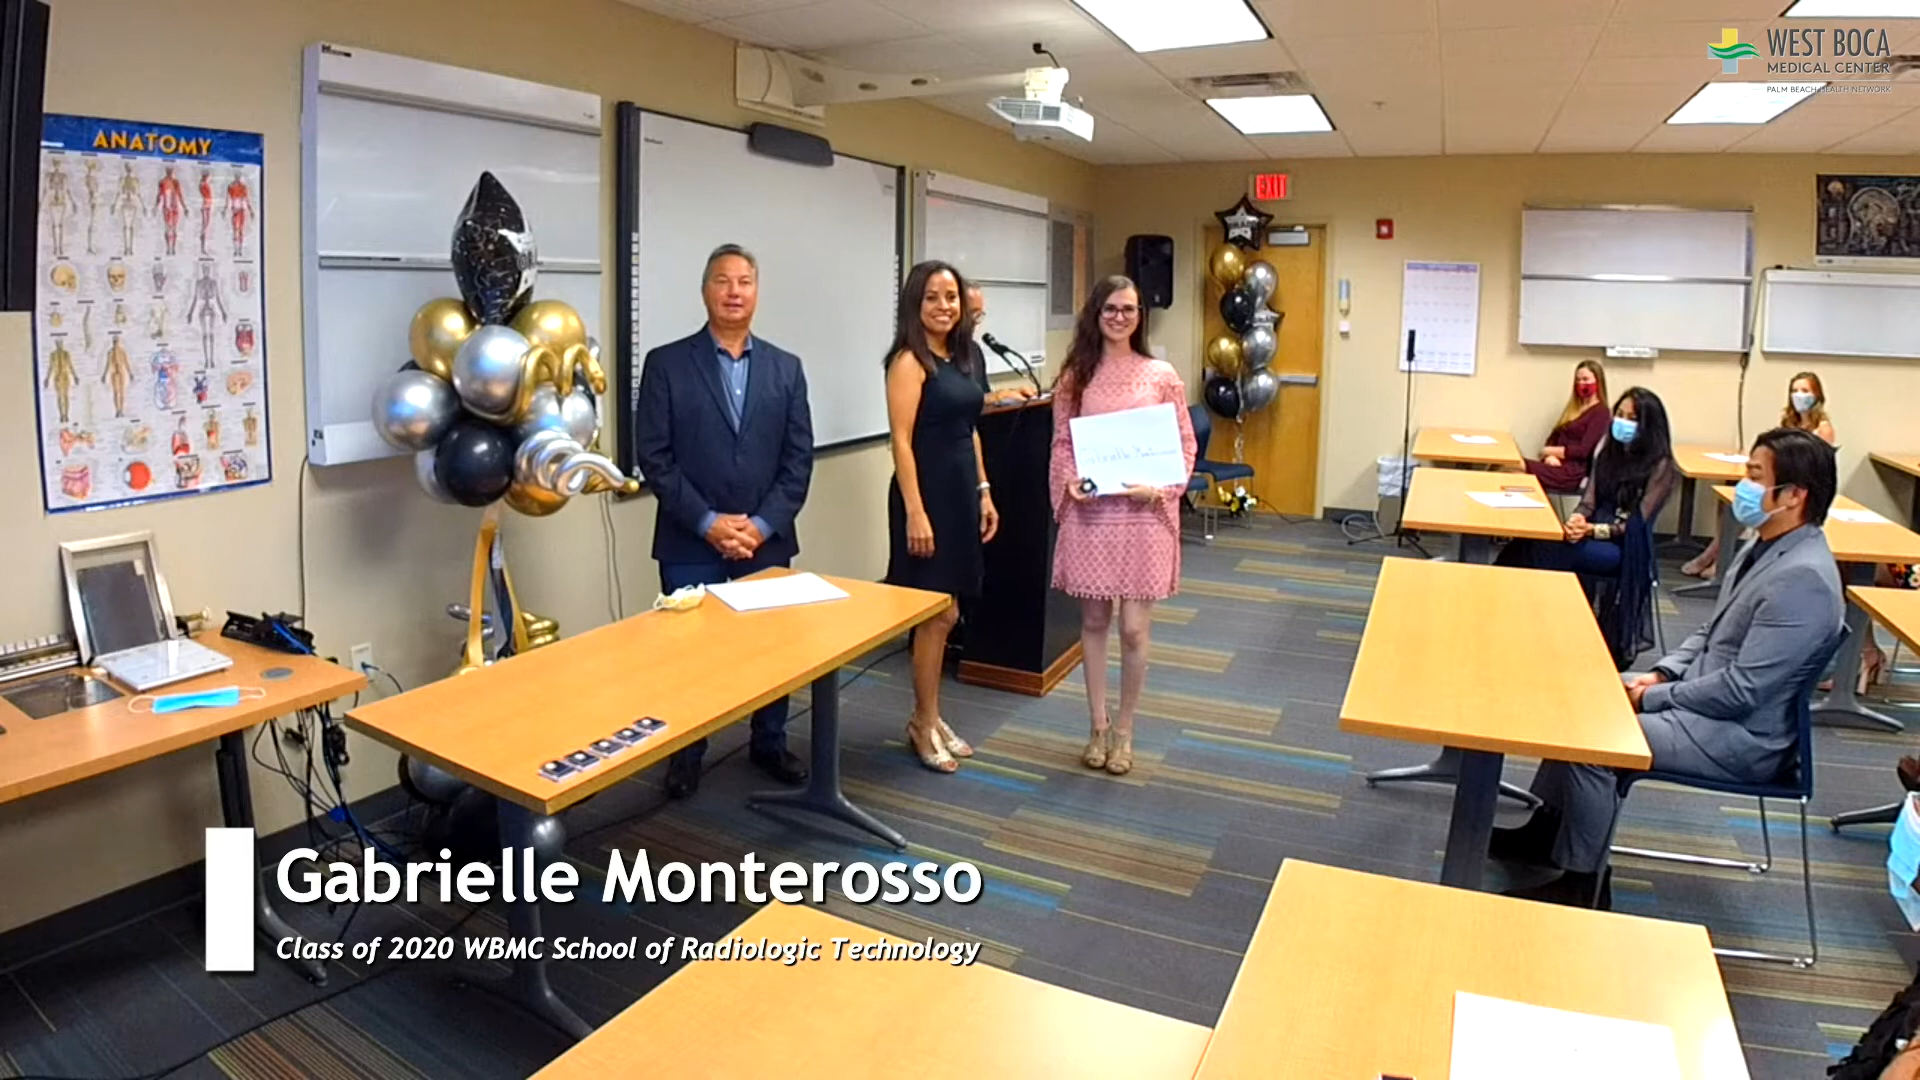 WEST BOCA
MEDICAL CENTER
PALM BEACH HEALTH NETWORK
ANATOMY
EXIT
Gabrielle Monterosso
Class of 2020 WBMC School of Radiologic Technology